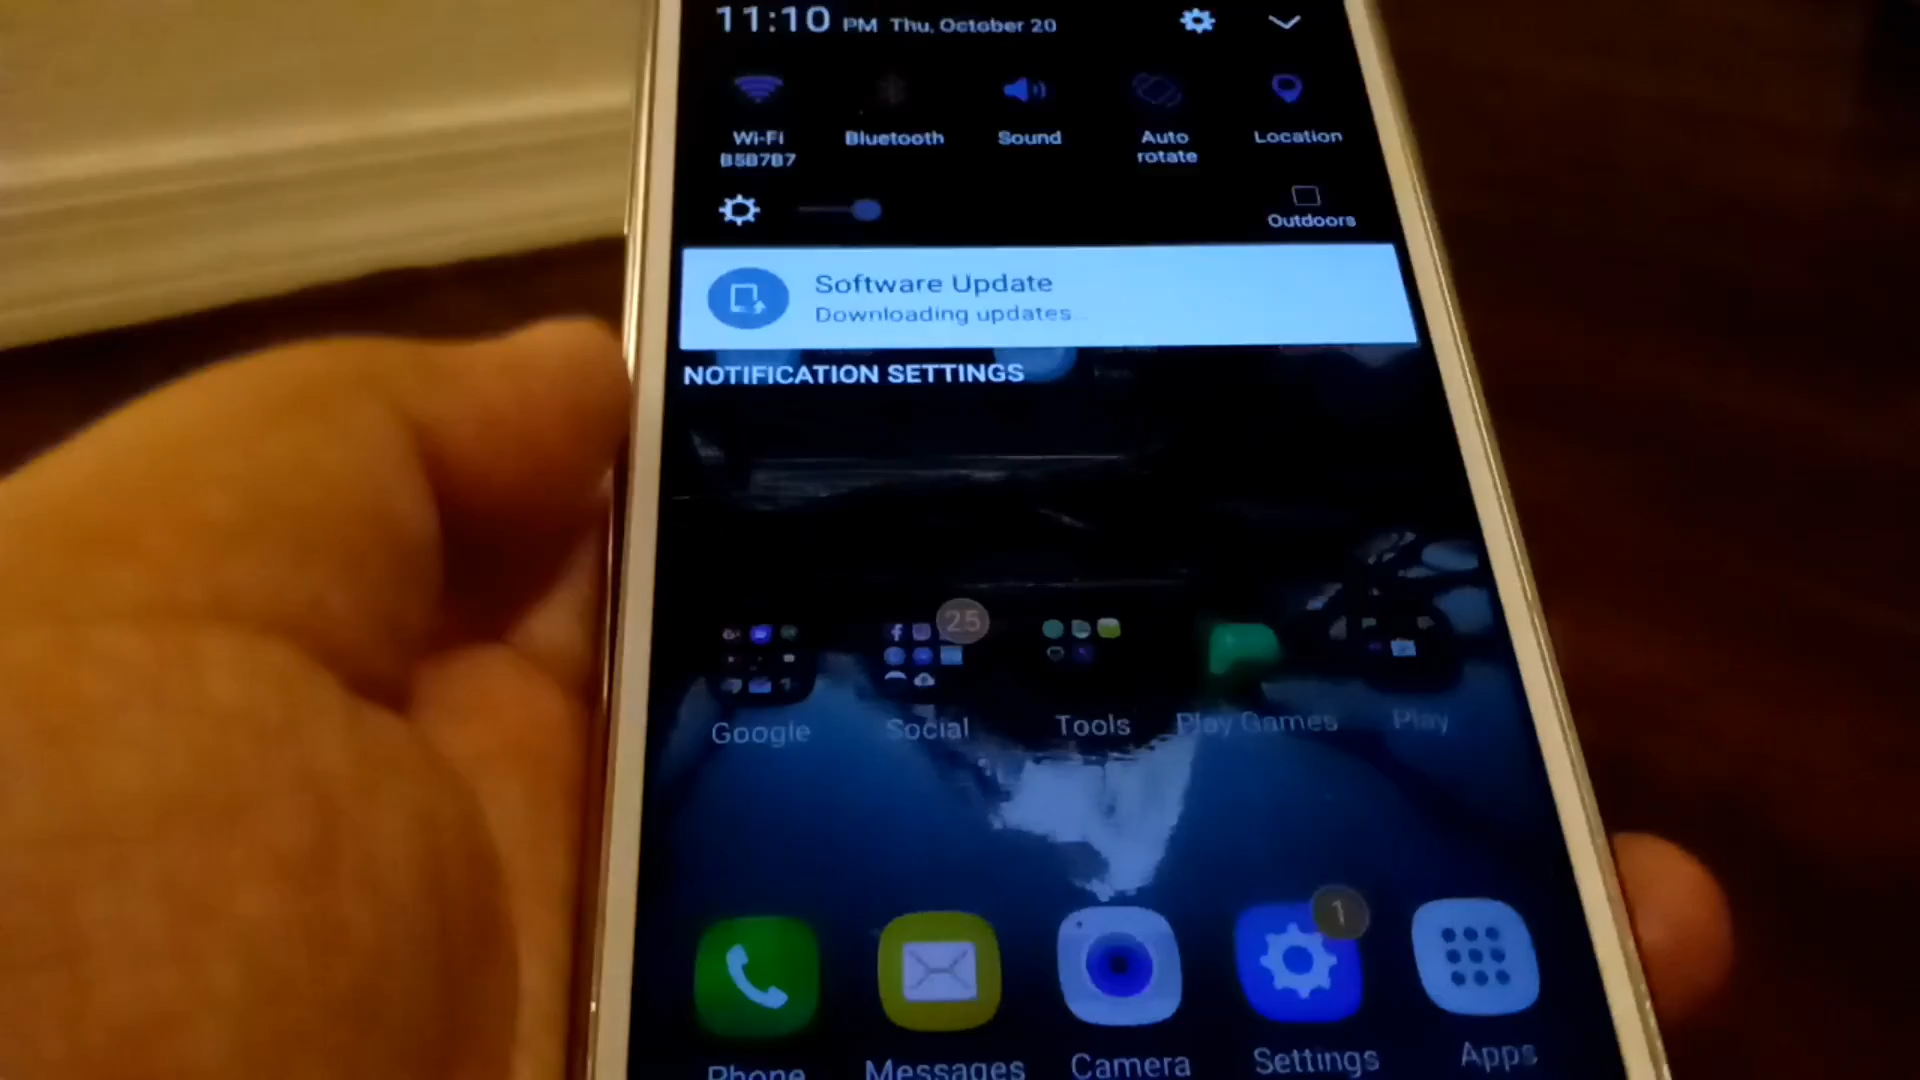 11:10 PM Thu, October 20
Wi-Fi
B5B7B7
Bluetooth
Sound
Auto
rotate
Location
Outdoors
Software Update
Downloading updates...
NOTIFICATION SETTINGS
25
Google
Social
Tools
Play Games
Play
1
Phone
Messages
Camera
Settings
Apps